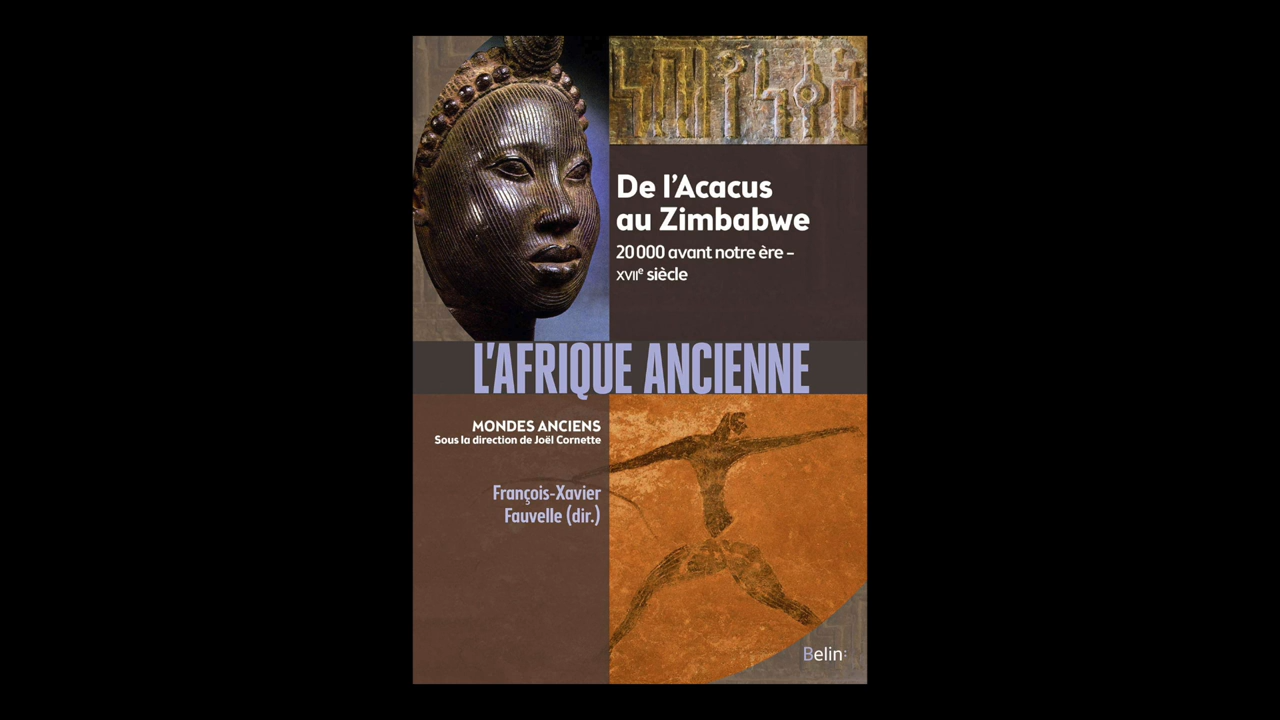 De l'Acacus
au Zimbabwe
20 000 avant notre ère –
XVIIe siècle
L'AFRIQUE ANCIENNE
MONDES ANCIENS
Sous la direction de Joël Cornette
François-Xavier
Fauvelle (dir.)
Belin: